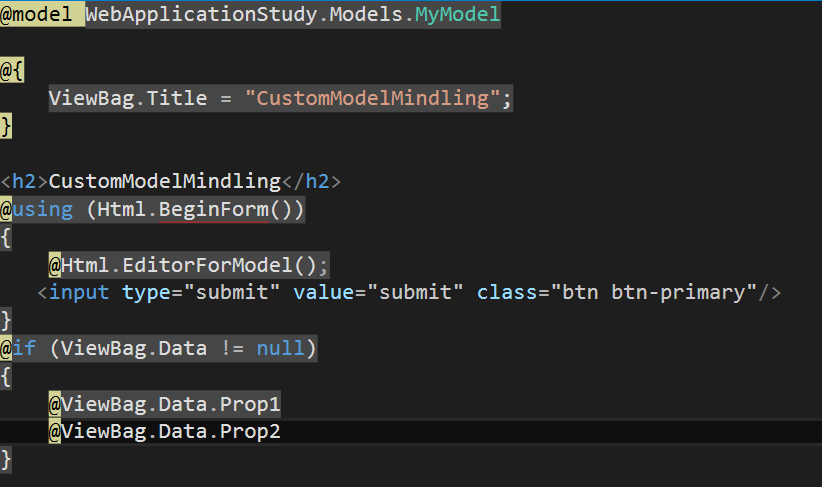 @model WebApplicationStudy.Models.MyModel
@{
ViewBag.Title = "CustomModelMindling";
}
<h2>CustomModelMindling</h2>
@using (Html.BeginForm())
{
@Html.EditorForModel();
<input type="submit" value="submit" class="btn btn-primary"/>
}
@if (ViewBag.Data != null)
{
@ViewBag.Data.Prop1
@ViewBag.Data.Prop2
}